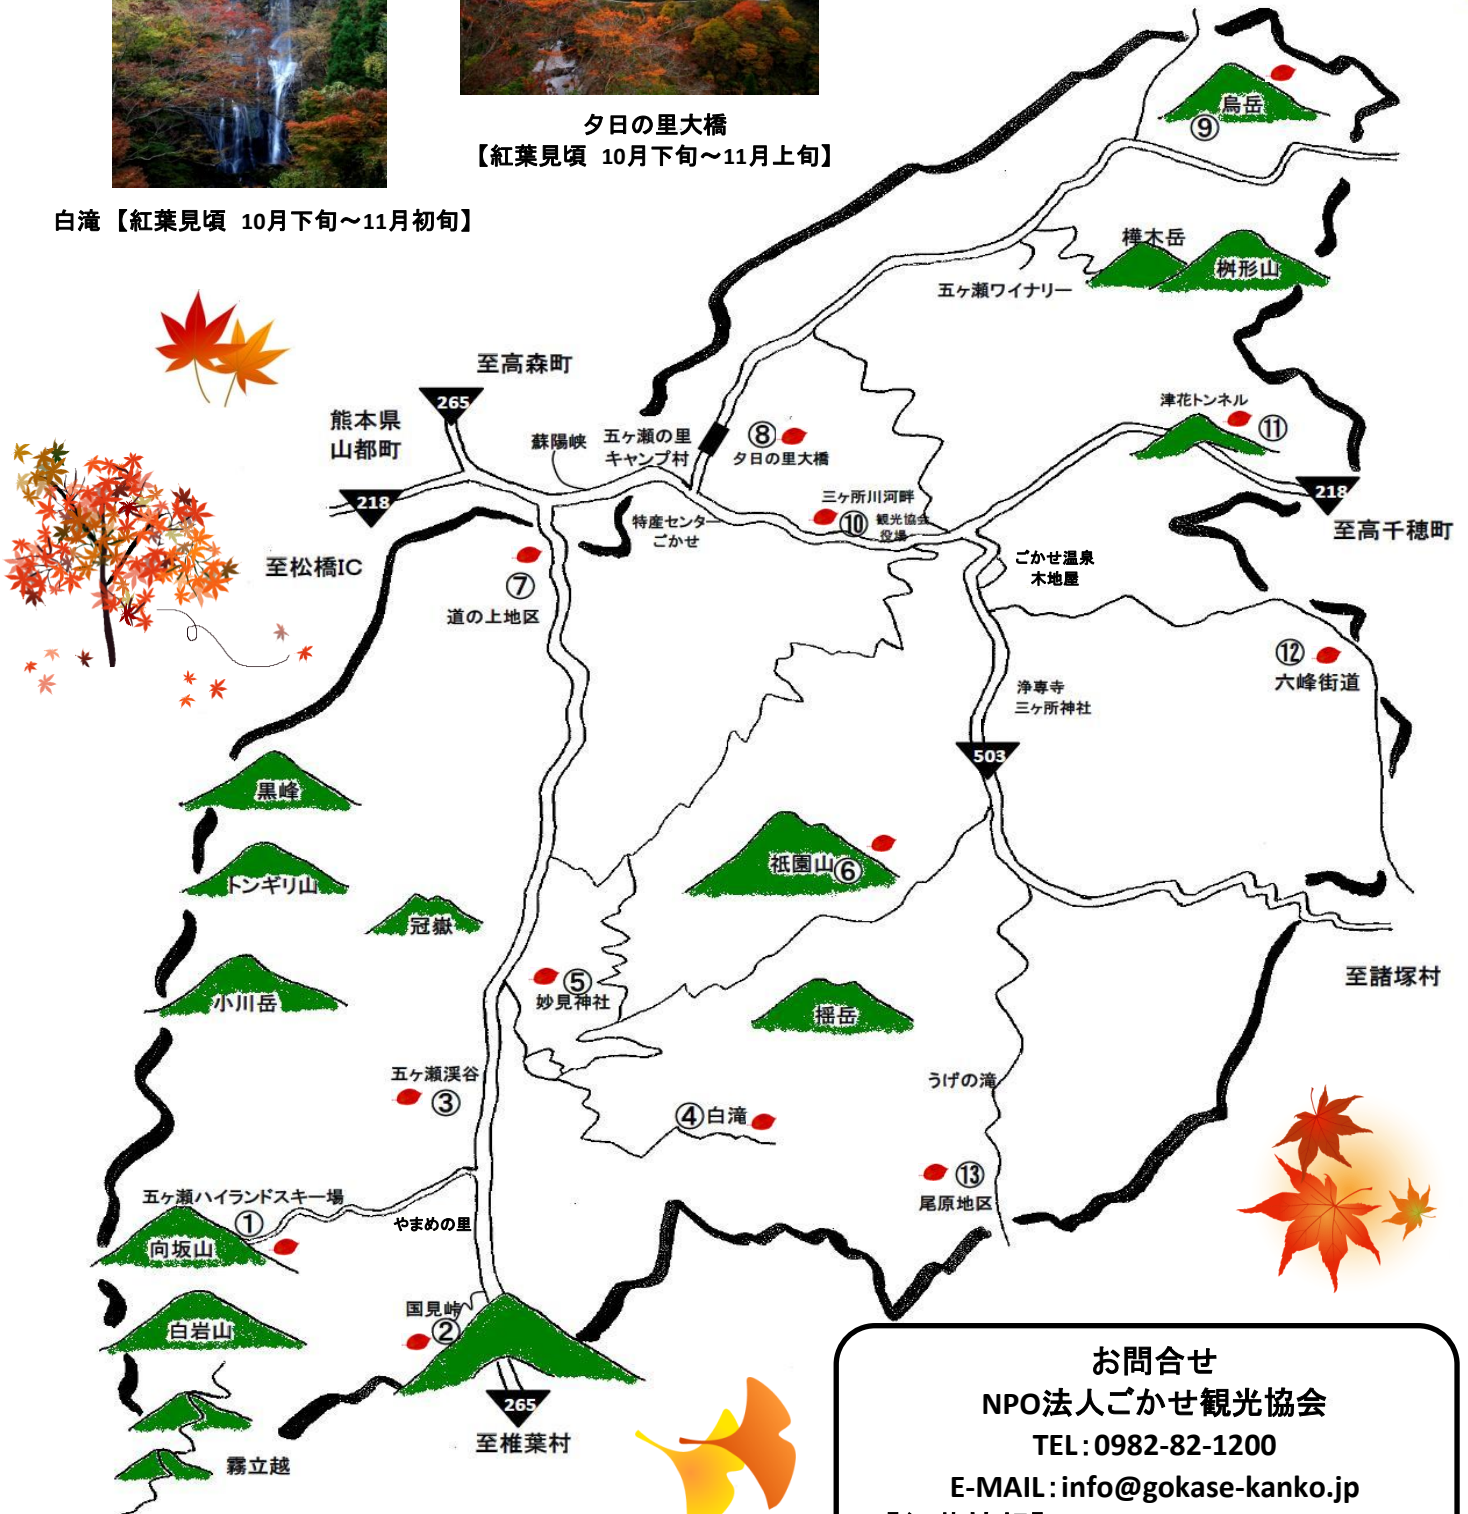 夕日の里大橋
【紅葉見頃 10月下旬～11月上旬】
白滝 【紅葉見頃 10月下旬～11月初旬】
烏岳
⑨
樺木岳
桝形山
五ヶ瀬ワイナリー
至高森町
265
熊本県
山都町
蘇陽峡
五ヶ瀬の里
キャンプ村
⑧
夕日の里大橋
津花トンネル
⑪
218
218
至高千穂町
三ヶ所川河畔
⑩
観光協会
役場
特産センター
ごかせ
至松橋IC
⑦
道の上地区
ごかせ温泉
木地屋
⑫
六峰街道
浄専寺
三ヶ所神社
503
黒峰
トンギリ山
祇園山
⑥
冠嶽
小川岳
⑤
妙見神社
揺岳
至諸塚村
五ヶ瀬渓谷
③
うげの滝
④白滝
⑬
尾原地区
五ヶ瀬ハイランドスキー場
①
向坂山
やまめの里
国見峠
②
白岩山
265
至椎葉村
霧立越
お問合せ
NPO法人ごかせ観光協会
TEL：0982-82-1200
E-MAIL：info@gokase-kanko.jp